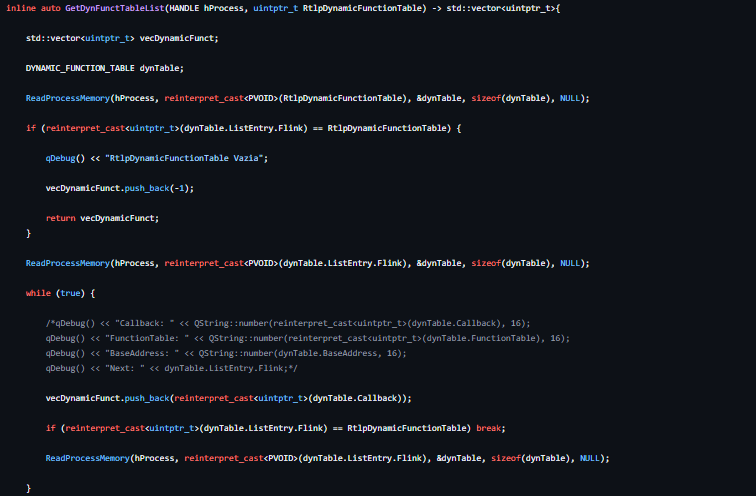 inline auto GetDynFunctTableList(HANDLE hProcess, uintptr_t RtlpDynamicFunctionTable) -> std::vector<uintptr_t>{
std::vector<uintptr_t> vecDynamicFunct;
DYNAMIC_FUNCTION_TABLE dynTable;
ReadProcessMemory(hProcess, reinterpret_cast<PVOID>(RtlpDynamicFunctionTable), &dynTable, sizeof(dynTable), NULL);
if (reinterpret_cast<uintptr_t>(dynTable.ListEntry.Flink) == RtlpDynamicFunctionTable) {
qDebug() << "RtlpDynamicFunctionTable Vazia";
vecDynamicFunct.push_back(-1);
return vecDynamicFunct;
}
ReadProcessMemory(hProcess, reinterpret_cast<PVOID>(dynTable.ListEntry.Flink), &dynTable, sizeof(dynTable), NULL);
while (true) {
/*qDebug() << "Callback: " << QString::number(reinterpret_cast<uintptr_t>(dynTable.Callback), 16);
qDebug() << "FunctionTable: " << QString::number(reinterpret_cast<uintptr_t>(dynTable.FunctionTable), 16);
qDebug() << "BaseAddress: " << QString::number(dynTable.BaseAddress, 16);
qDebug() << "Next: " << dynTable.ListEntry.Flink;*/
vecDynamicFunct.push_back(reinterpret_cast<uintptr_t>(dynTable.Callback));
if (reinterpret_cast<uintptr_t>(dynTable.ListEntry.Flink) == RtlpDynamicFunctionTable) break;
ReadProcessMemory(hProcess, reinterpret_cast<PVOID>(dynTable.ListEntry.Flink), &dynTable, sizeof(dynTable), NULL);
}